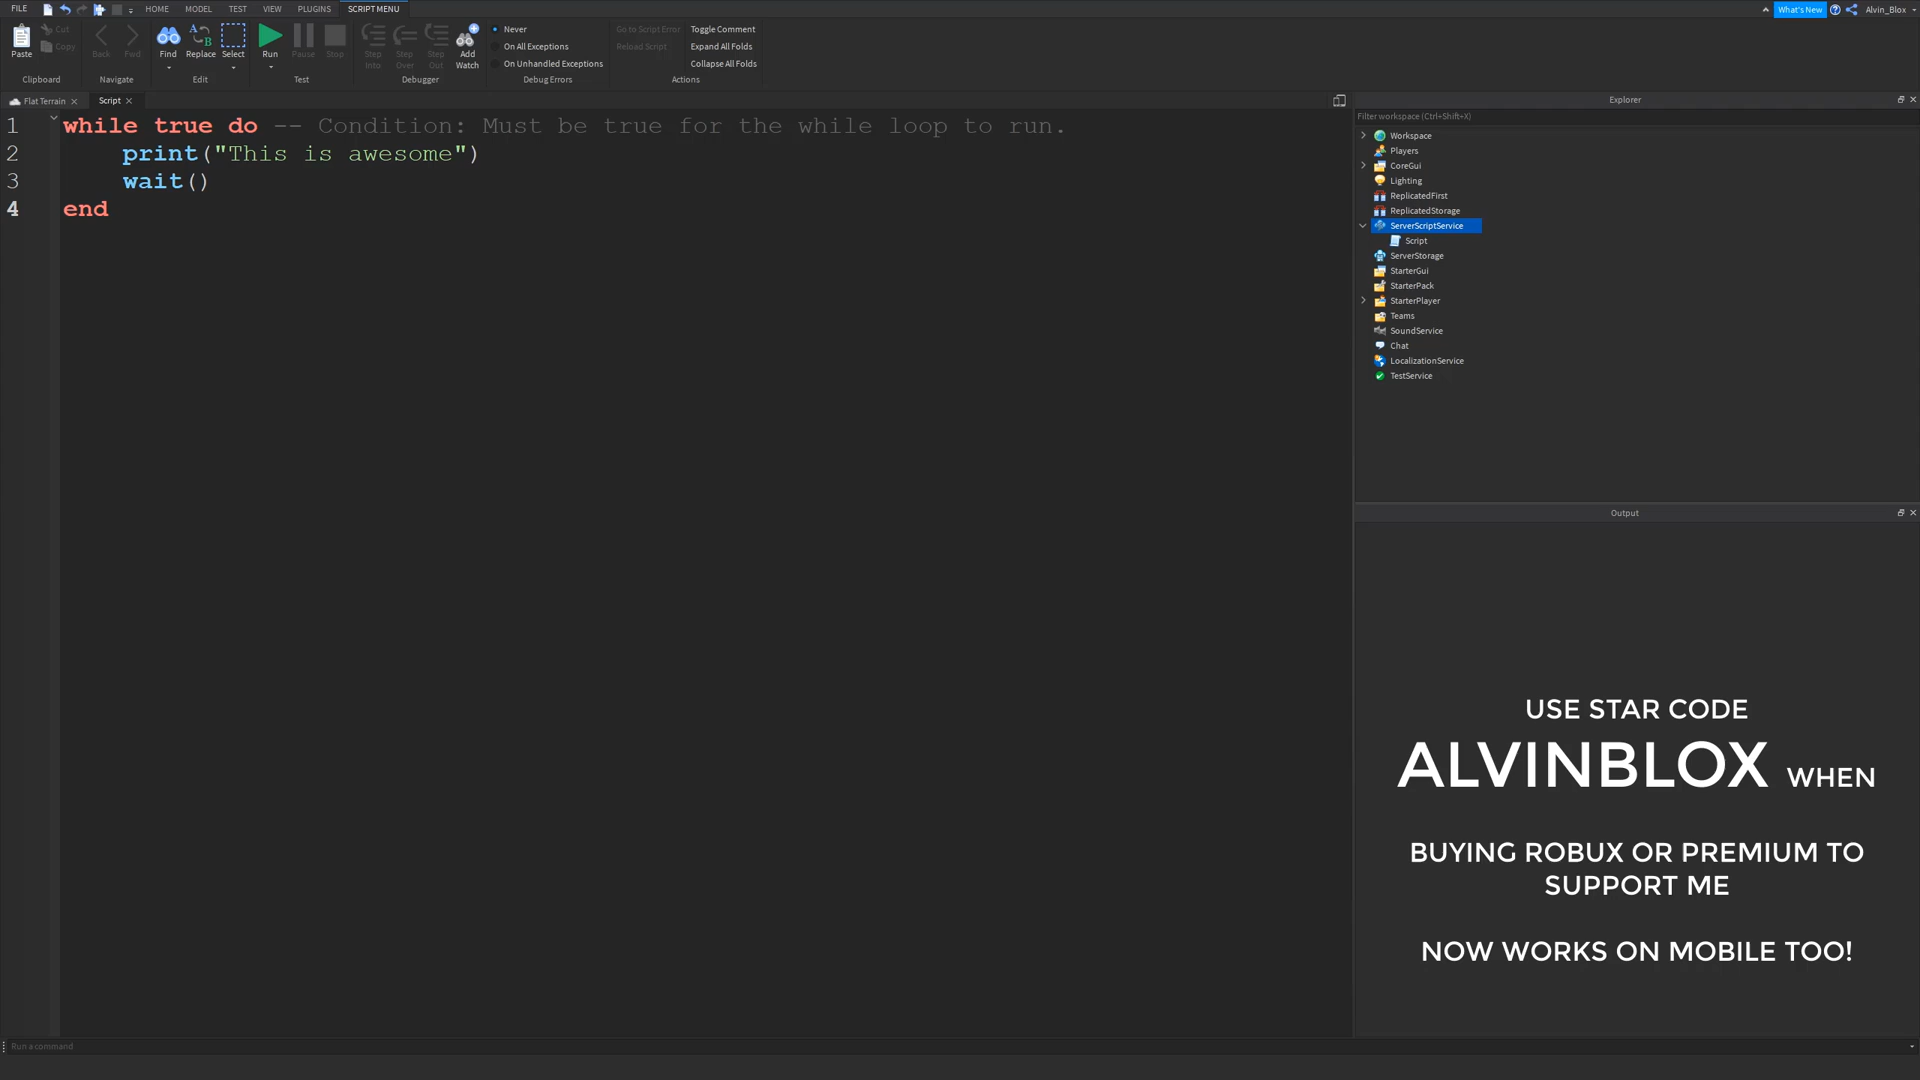 FILE HOME MODEL TEST VIEW PLUGINS SCRIPT MENU What's New Alvin_Blox
Paste Cut Copy Back Fwd Find Replace Select Run Pause Stop Step Into Step Over Step Out Add Watch
Never Go to Script Error Toggle Comment
On All Exceptions Reload Script Expand All Folds
On Unhandled Exceptions Collapse All Folds
Clipboard Navigate Edit Test Debugger Debug Errors Actions
Flat Terrain Script
1 while true do -- Condition: Must be true for the while loop to run.
2 print("This is awesome")
3 wait()
4 end
Explorer
Filter workspace (Ctrl+Shift+X)
Workspace
Players
CoreGui
Lighting
ReplicatedFirst
ReplicatedStorage
ServerScriptService
Script
ServerStorage
StarterGui
StarterPack
StarterPlayer
Teams
SoundService
Chat
LocalizationService
TestService
Output
USE STAR CODE
ALVINBLOX WHEN
BUYING ROBUX OR PREMIUM TO
SUPPORT ME
NOW WORKS ON MOBILE TOO!
Run a command